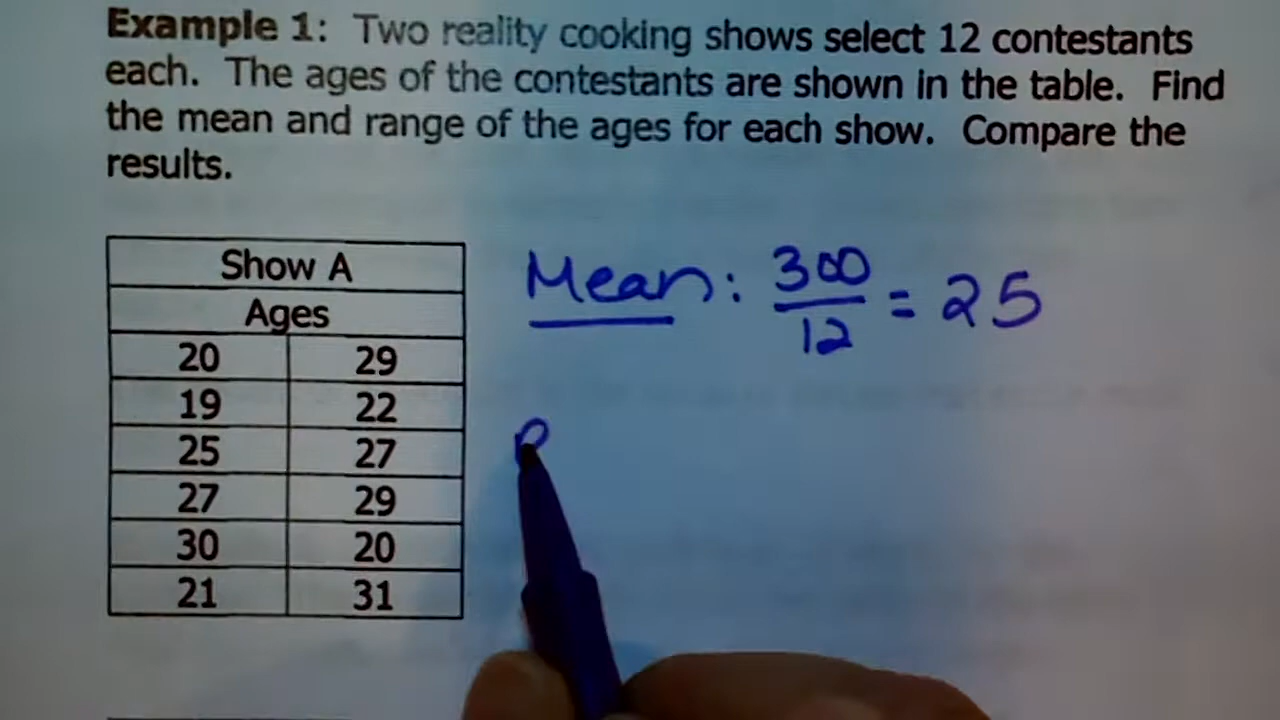 Example 1: Two reality cooking shows select 12 contestants
each. The ages of the contestants are shown in the table. Find
the mean and range of the ages for each show. Compare the
results.
Show A
Ages
20 29
19 22
25 27
27 29
30 20
21 31
Mean: 300/12 = 25